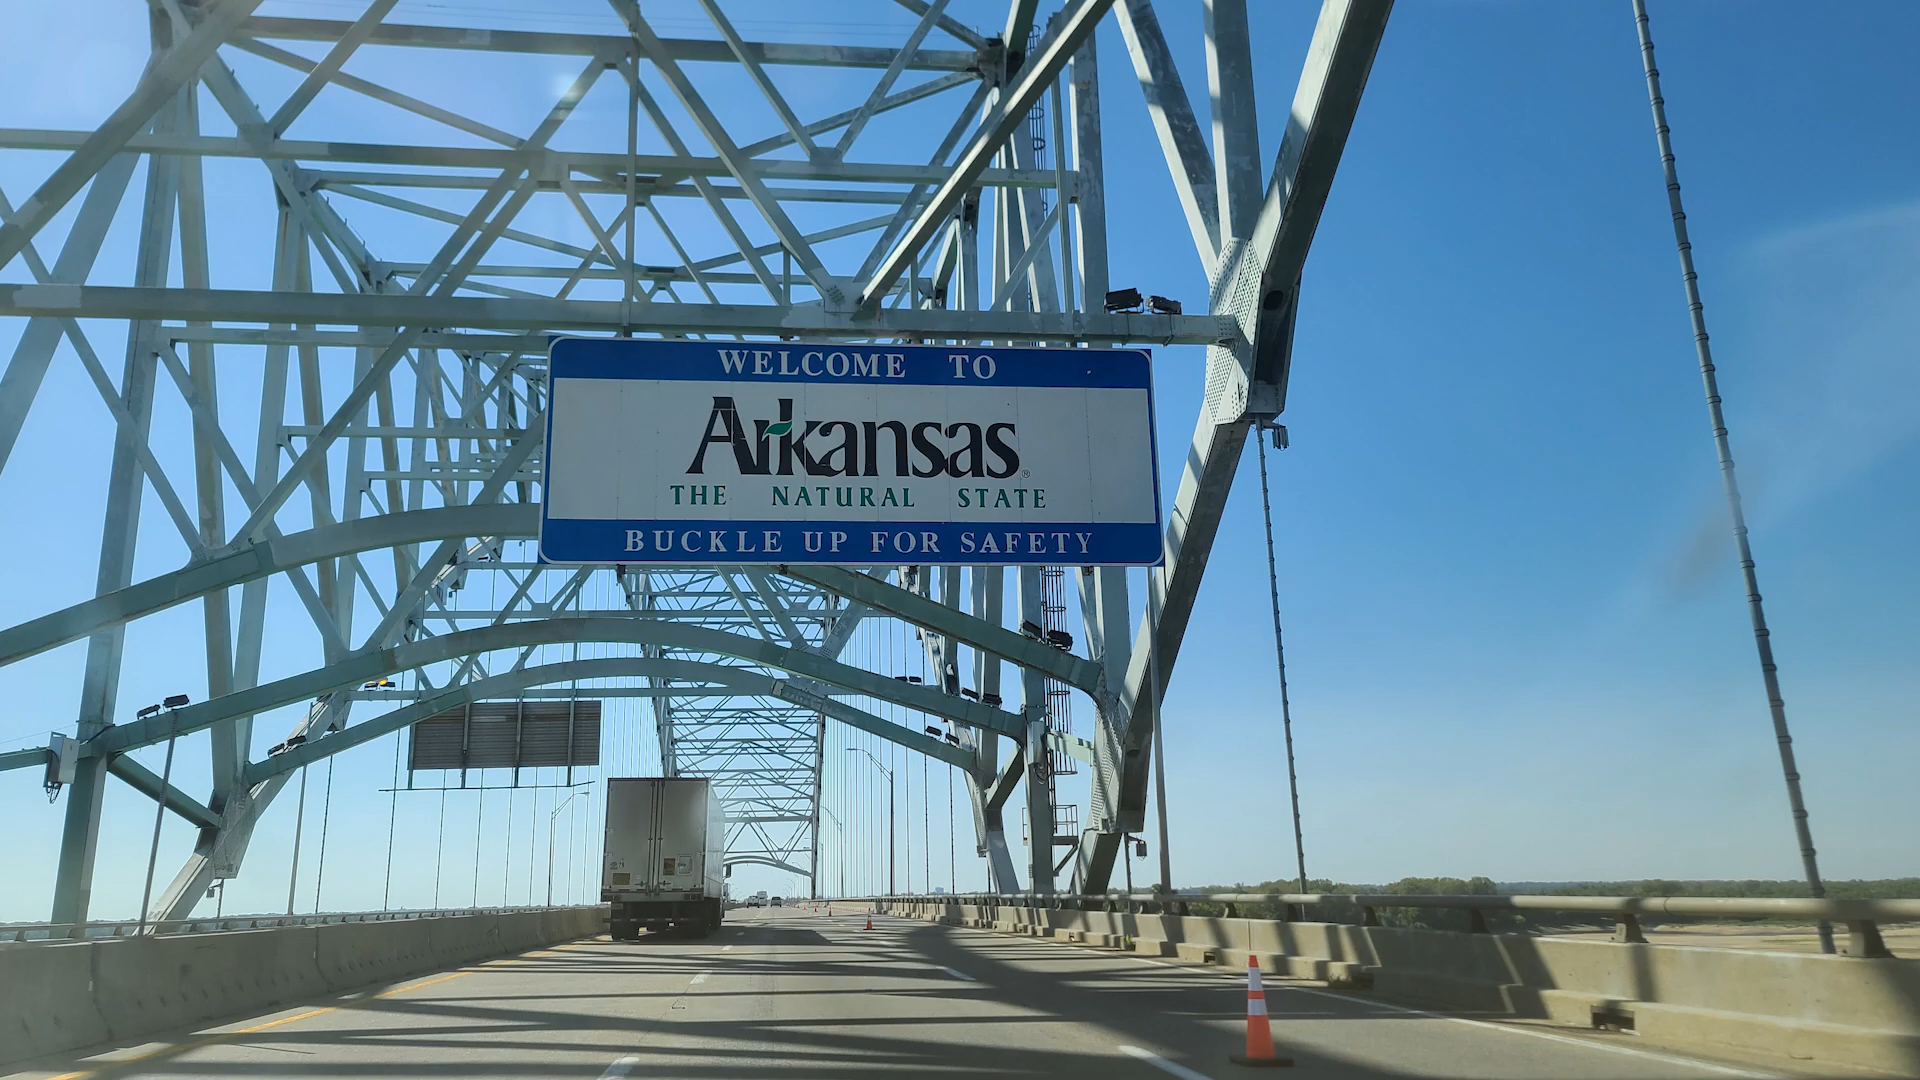 WELCOME TO
Arkansas®
THE NATURAL STATE
BUCKLE UP FOR SAFETY